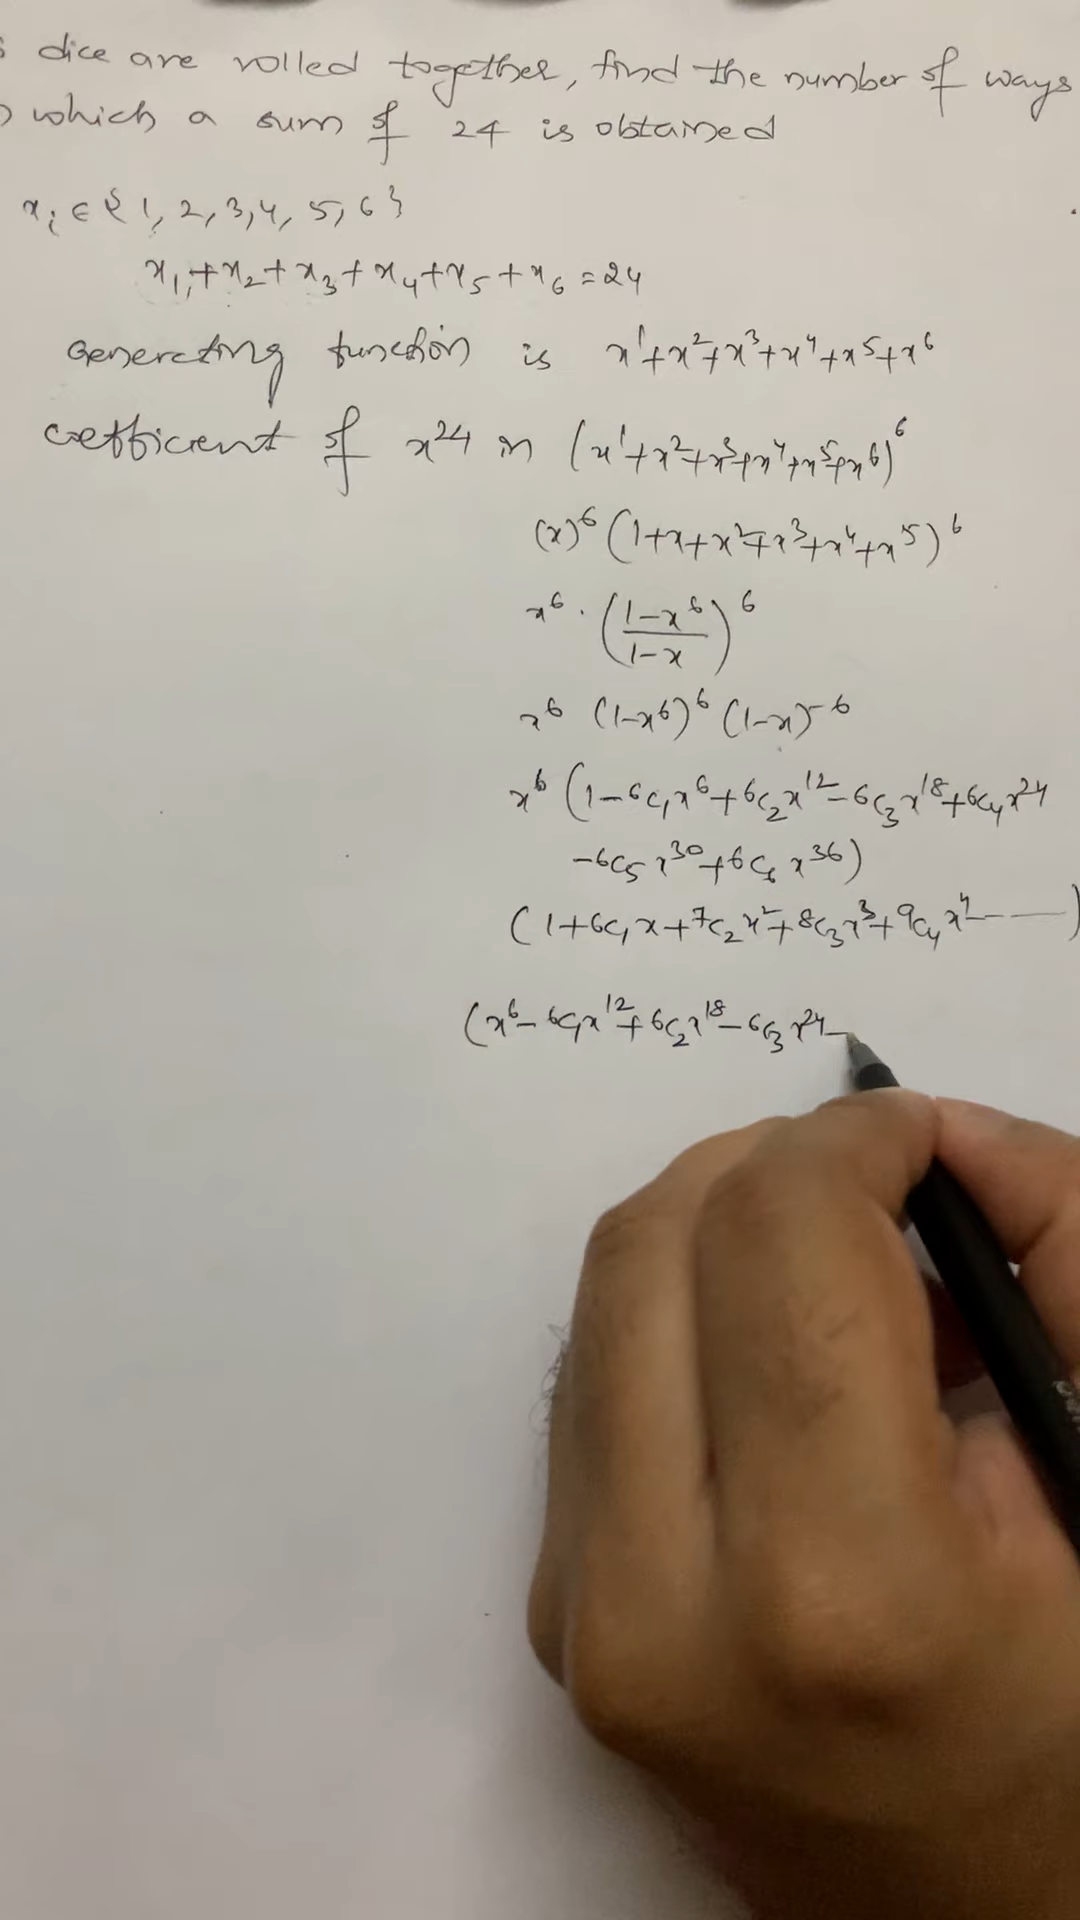 dice are rolled together, find the number of ways
which a sum of 24 is obtained
xᵢ ∈ {1, 2, 3, 4, 5, 6}
x₁ + x₂ + x₃ + x₄ + x₅ + x₆ = 24
Generating function is x¹+x²+x³+x⁴+x⁵+x⁶
coefficient of x²⁴ in (x¹+x²+x³+x⁴+x⁵+x⁶)⁶
(x)⁶ (1+x+x²+x³+x⁴+x⁵)⁶
x⁶ · ((1-x⁶)/(1-x))⁶
x⁶ (1-x⁶)⁶ (1-x)⁻⁶
x⁶ (1-6C₁x⁶+6C₂x¹²-6C₃x¹⁸+6C₄x²⁴
-6C₅x³⁰+6C₆x³⁶)
(1+6C₁x+7C₂x²+8C₃x³+9C₄x⁴-----)
(x⁶-6C₁x¹²+6C₂x¹⁸-6C₃x²⁴-